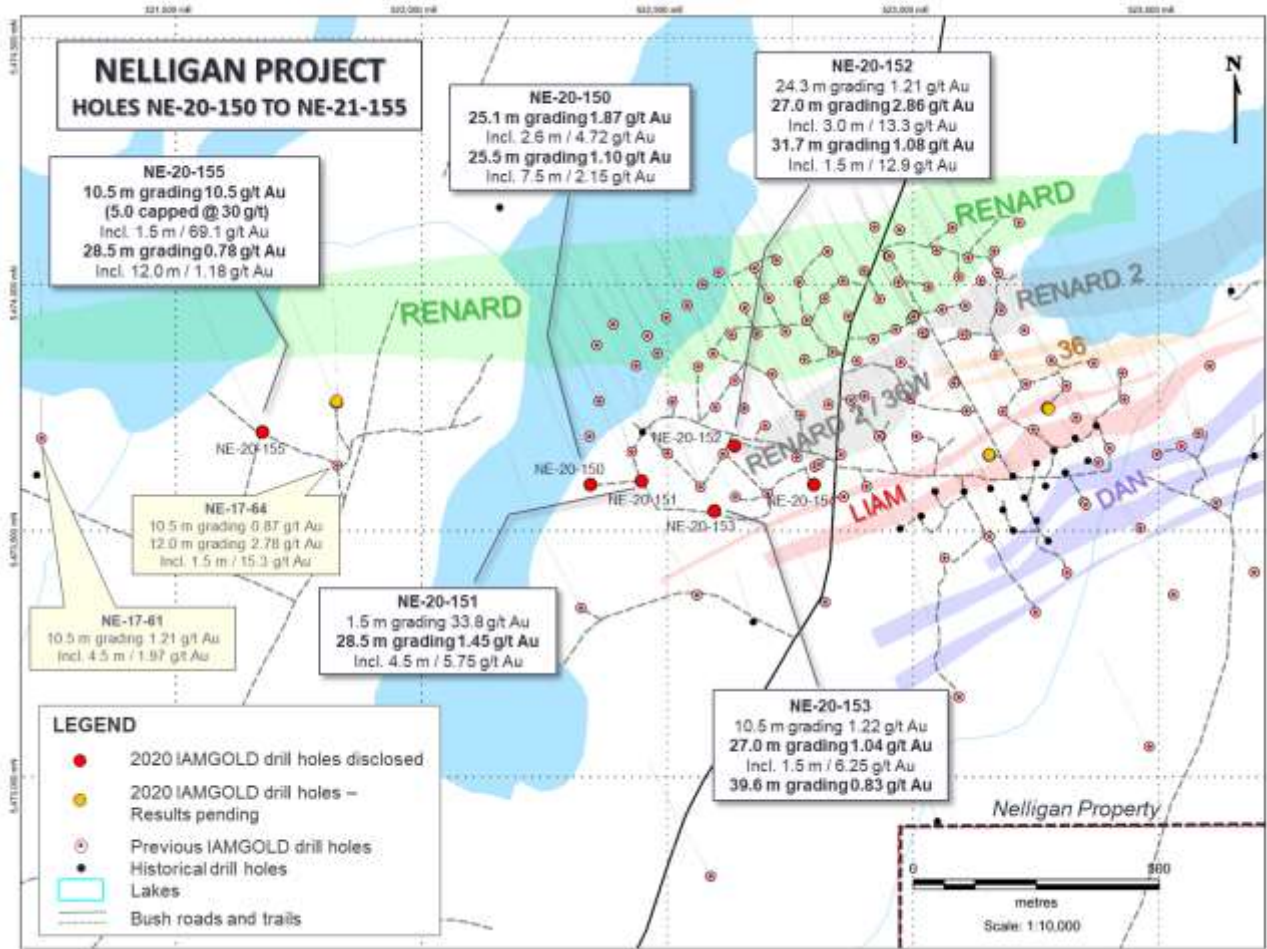 NELLIGAN PROJECT
HOLES NE-20-150 TO NE-21-155
NE-20-155
10.5 m grading 10.5 g/t Au
(5.0 capped @ 30 g/t)
Incl. 1.5 m / 69.1 g/t Au
28.5 m grading 0.78 g/t Au
Incl. 12.0 m / 1.18 g/t Au
NE-20-150
25.1 m grading 1.87 g/t Au
Incl. 2.6 m / 4.72 g/t Au
25.5 m grading 1.10 g/t Au
Incl. 7.5 m / 2.15 g/t Au
NE-20-152
24.3 m grading 1.21 g/t Au
27.0 m grading 2.86 g/t Au
Incl. 3.0 m / 13.3 g/t Au
31.7 m grading 1.08 g/t Au
Incl. 1.5 m / 12.9 g/t Au
N
RENARD
RENARD
RENARD 2
36
RENARD 2 / 36W
LIAM
DAN
NE-20-155
NE-20-152
NE-20-150
NE-20-151
NE-20-153
NE-17-64
10.5 m grading 0.87 g/t Au
12.0 m grading 2.78 g/t Au
Incl. 1.5 m / 15.3 g/t Au
NE-17-61
10.5 m grading 1.21 g/t Au
Incl. 4.5 m / 1.97 g/t Au
NE-20-151
1.5 m grading 33.8 g/t Au
28.5 m grading 1.45 g/t Au
Incl. 4.5 m / 5.75 g/t Au
NE-20-153
10.5 m grading 1.22 g/t Au
27.0 m grading 1.04 g/t Au
Incl. 1.5 m / 6.25 g/t Au
39.6 m grading 0.83 g/t Au
LEGEND
2020 IAMGOLD drill holes disclosed
2020 IAMGOLD drill holes –
Results pending
Previous IAMGOLD drill holes
Historical drill holes
Lakes
Bush roads and trails
Nelligan Property
0 500
metres
Scale: 1:10,000